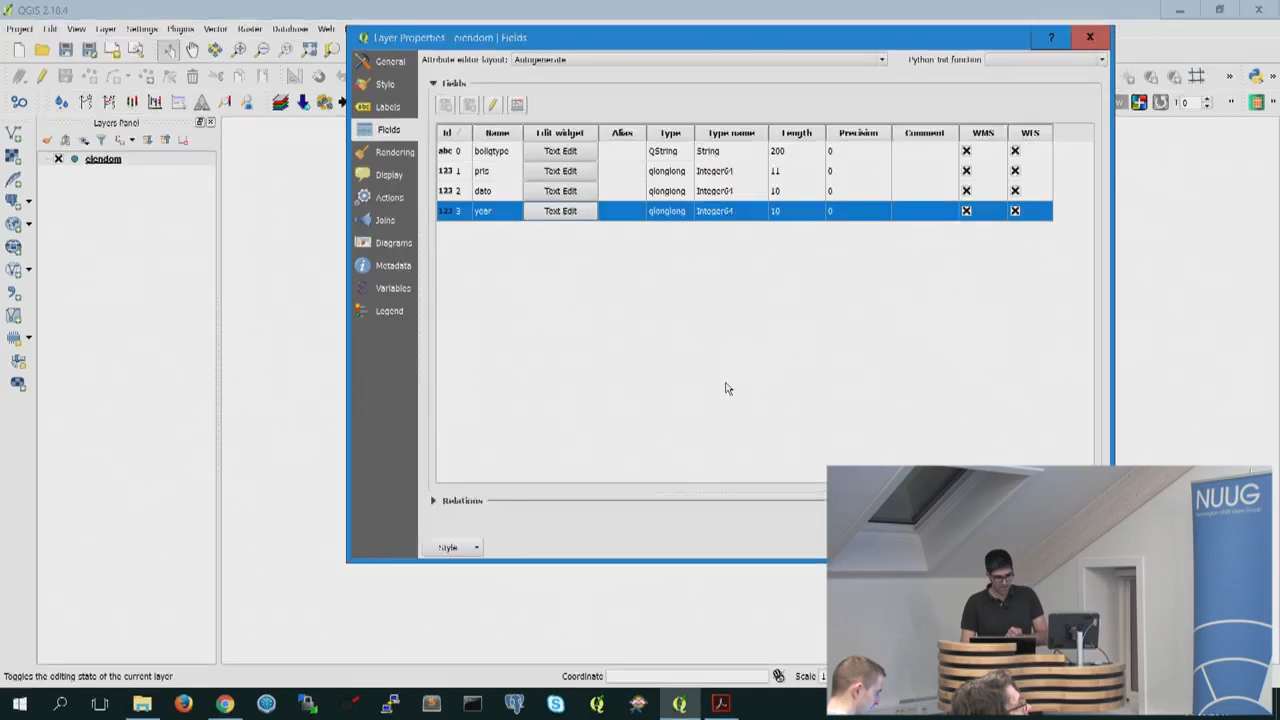 QGIS 2.18.4
Project Edit View Layer Settings Plugins Vector Raster Database
Layer Properties - eiendom | Fields
?
Attribute editor layout: Autogenerate
Python Init function
General
Style
Labels
Fields
Rendering
Display
Actions
Joins
Diagrams
Metadata
Variables
Legend
Fields
Id Name Edit widget Alias Type Type name Length Precision Comment WMS WFS
abc 0 boligtype Text Edit QString String 200 0
123 1 pris Text Edit qlonglong Integer64 11 0
123 2 dato Text Edit qlonglong Integer64 10 0
123 3 year Text Edit qlonglong Integer64 10 0
Relations
Style
Layers Panel
eiendom
0
NUUG
Toggles the editing state of the current layer
Coordinate
Scale